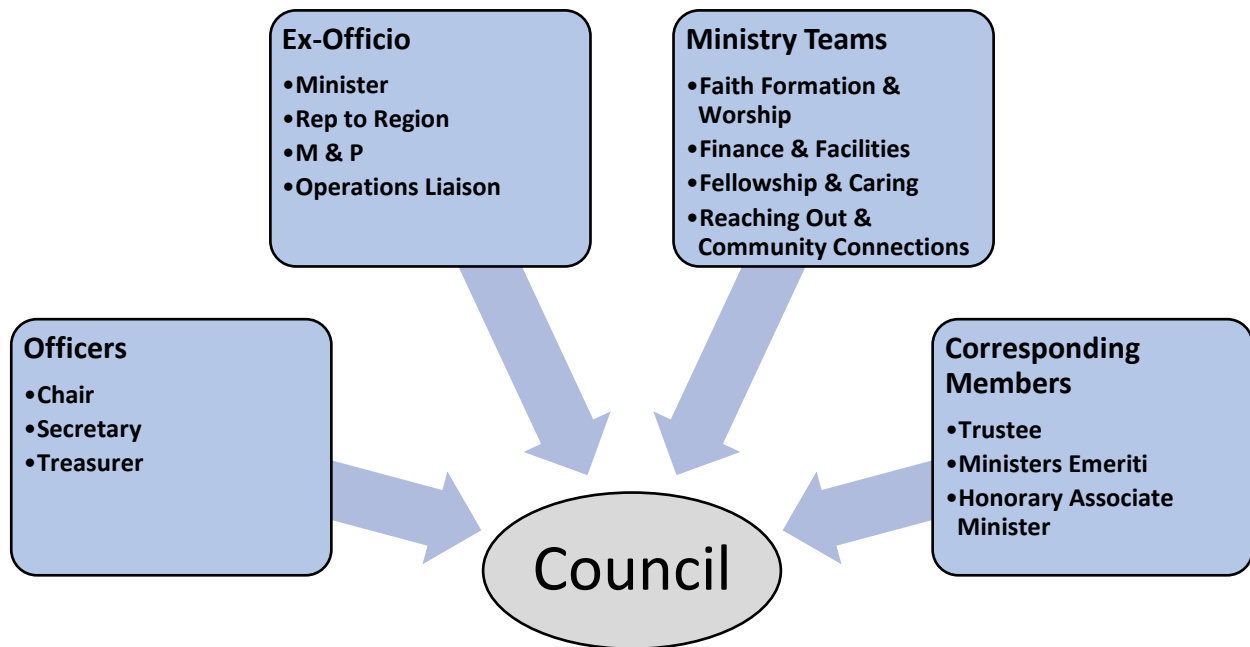 Ex-Officio
•Minister
•Rep to Region
•M & P
•Operations Liaison
Ministry Teams
•Faith Formation &
Worship
•Finance & Facilities
•Fellowship & Caring
•Reaching Out &
Community Connections
Officers
•Chair
•Secretary
•Treasurer
Corresponding
Members
•Trustee
•Ministers Emeriti
•Honorary Associate
Minister
Council